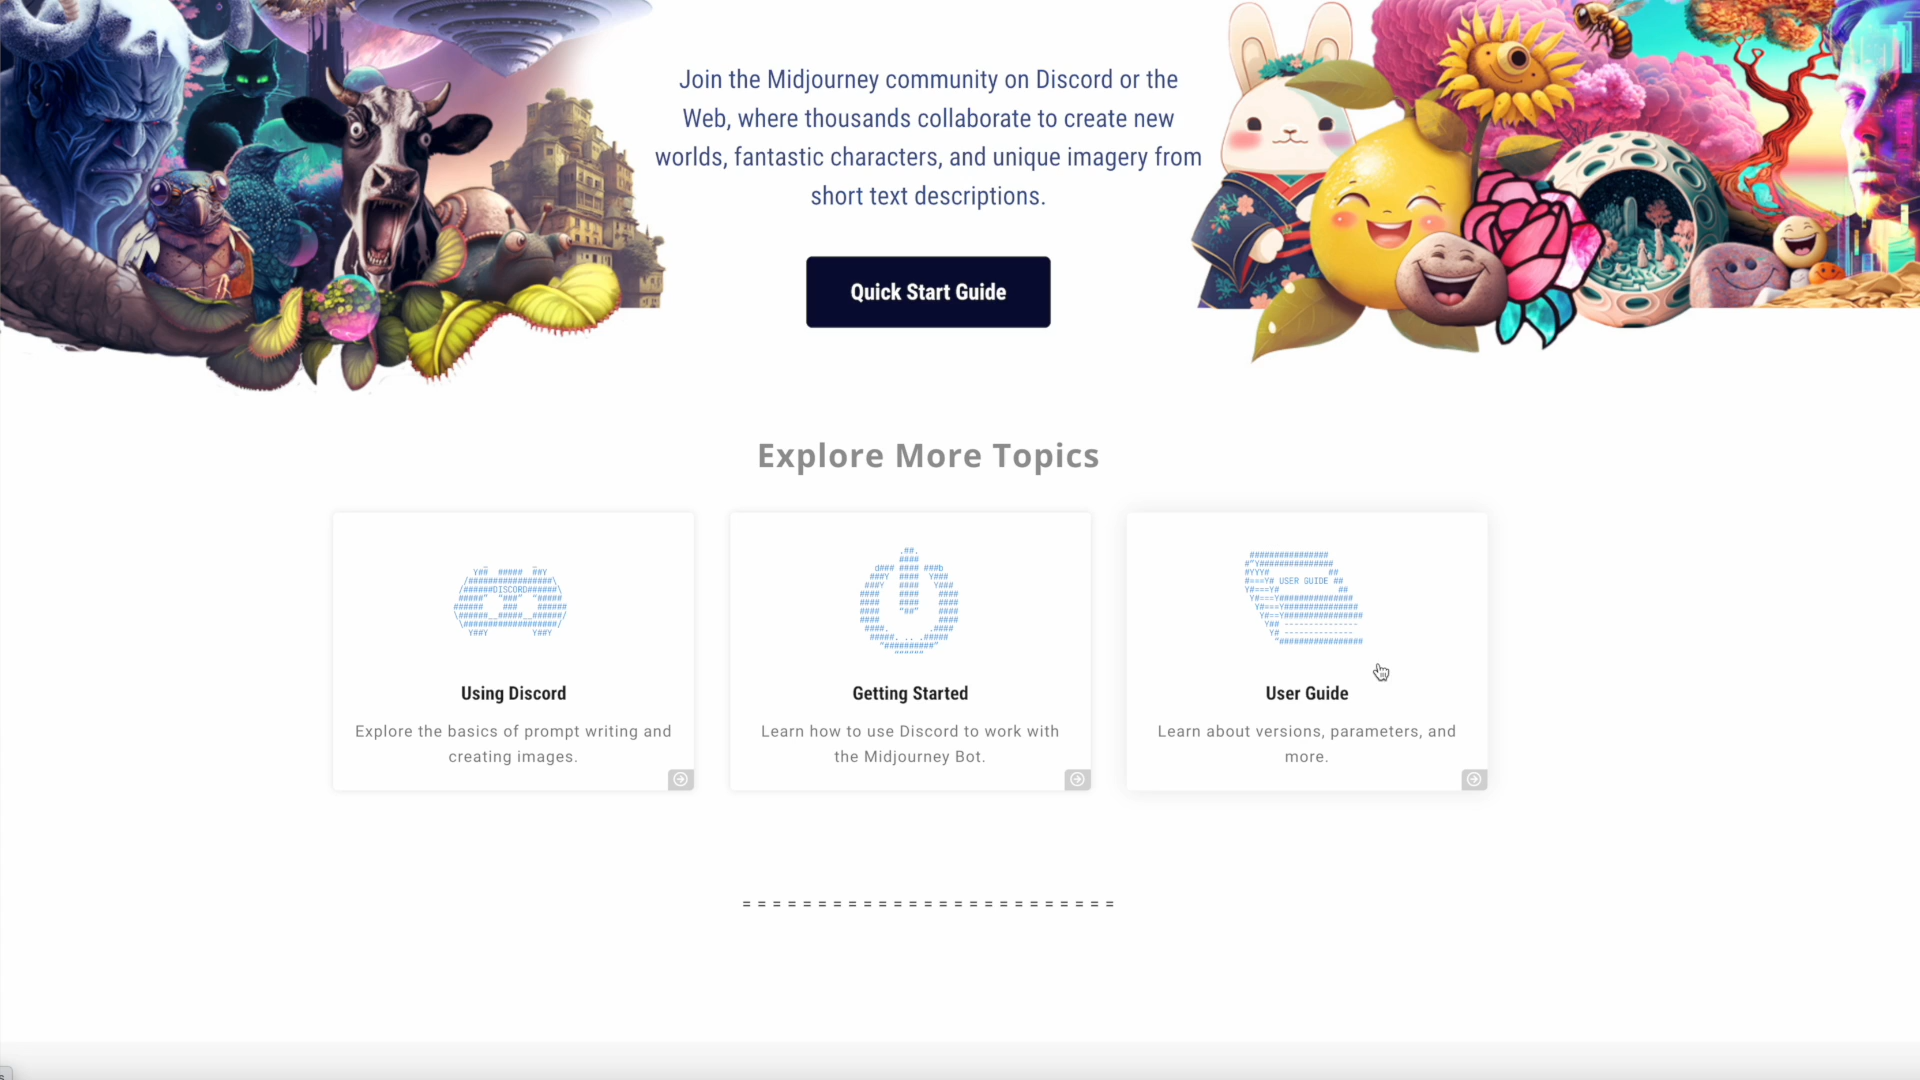 Join the Midjourney community on Discord or the
Web, where thousands collaborate to create new
worlds, fantastic characters, and unique imagery from
short text descriptions.
Quick Start Guide
Explore More Topics
DISCORD
USER GUIDE
Using Discord
Explore the basics of prompt writing and
creating images.
Getting Started
Learn how to use Discord to work with
the Midjourney Bot.
User Guide
Learn about versions, parameters, and
more.
= = = = = = = = = = = = = = = = = = = = = = = = =